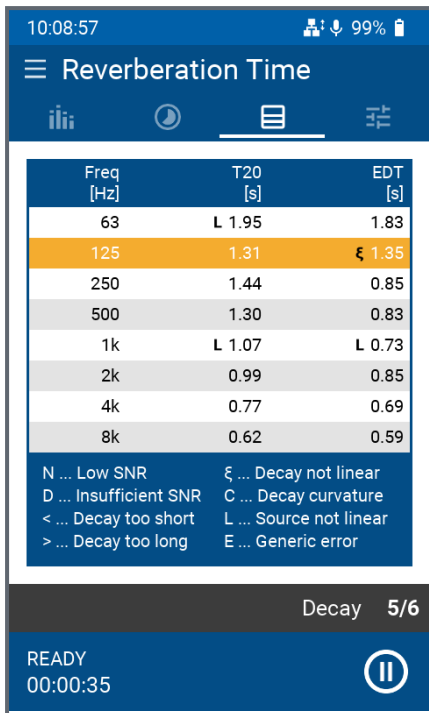 10:08:57 99%
Reverberation Time
Freq [Hz] T20 [s] EDT [s]
63 L 1.95 1.83
125 1.31 ξ 1.35
250 1.44 0.85
500 1.30 0.83
1k L 1.07 L 0.73
2k 0.99 0.85
4k 0.77 0.69
8k 0.62 0.59
N ... Low SNR ξ ... Decay not linear
D ... Insufficient SNR C ... Decay curvature
< ... Decay too short L ... Source not linear
> ... Decay too long E ... Generic error
Decay 5/6
READY
00:00:35